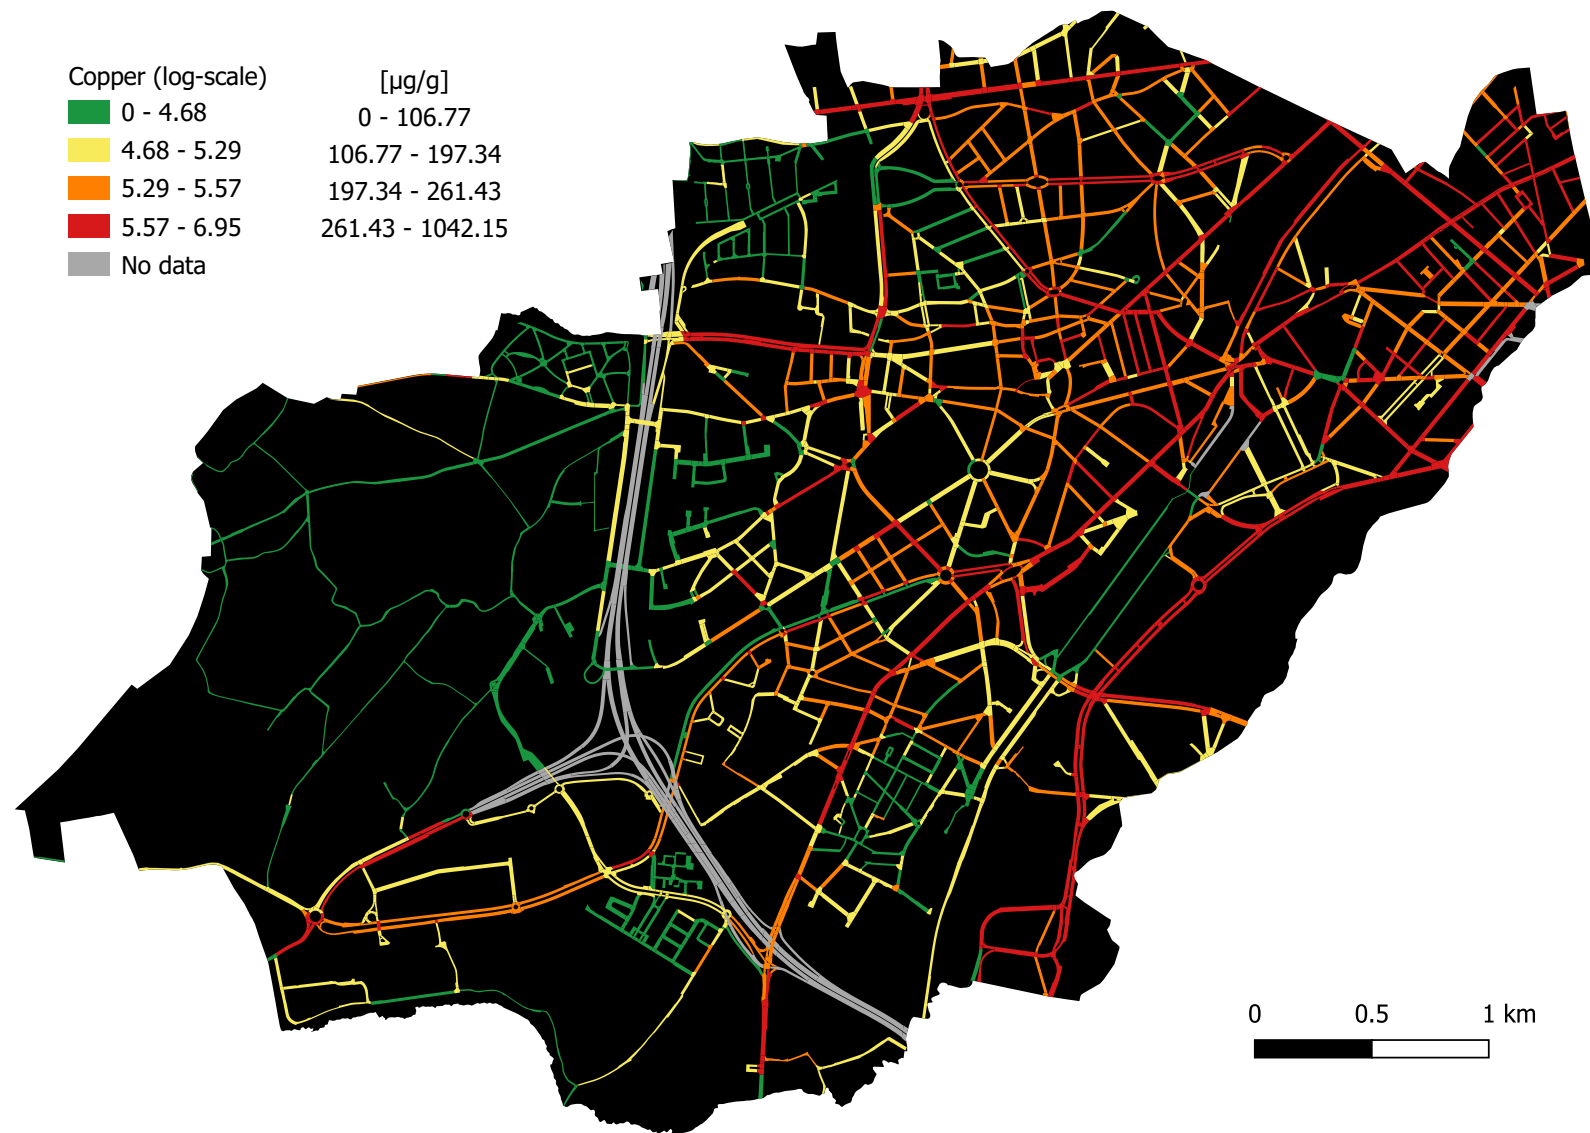 Copper (log-scale) [µg/g]
0 - 4.68 0 - 106.77
4.68 - 5.29 106.77 - 197.34
5.29 - 5.57 197.34 - 261.43
5.57 - 6.95 261.43 - 1042.15
No data
0 0.5 1 km